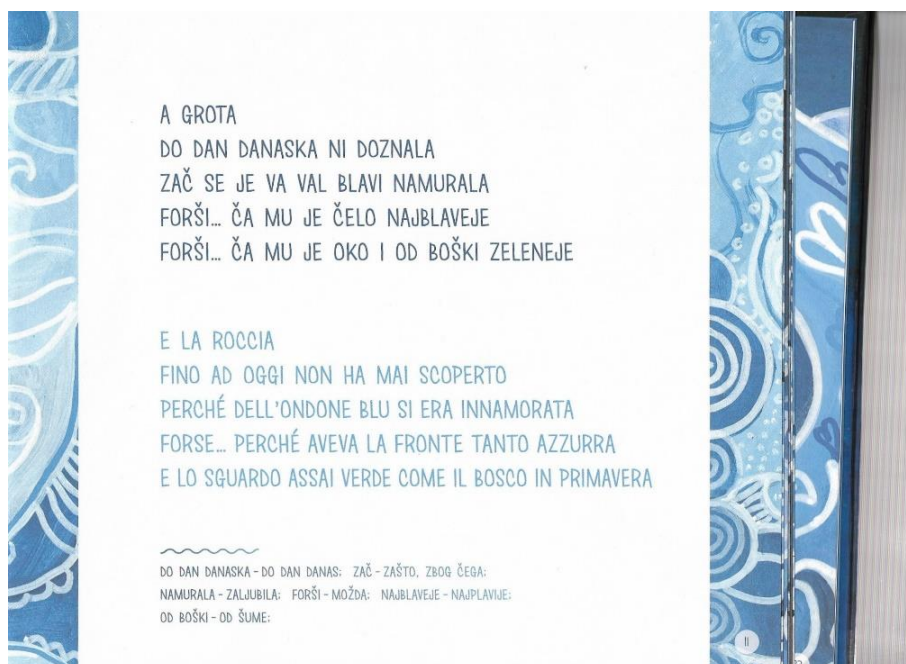 A GROTA
DO DAN DANASKA NI DOZNALA
ZAČ SE JE VA VAL BLAVI NAMURALA
FORŠI... ČA MU JE ČELO NAJBLAVEJE
FORŠI... ČA MU JE OKO I OD BOŠKI ZELENEJE
E LA ROCCIA
FINO AD OGGI NON HA MAI SCOPERTO
PERCHÉ DELL'ONDONE BLU SI ERA INNAMORATA
FORSE... PERCHÉ AVEVA LA FRONTE TANTO AZZURRA
E LO SGUARDO ASSAI VERDE COME IL BOSCO IN PRIMAVERA
DO DAN DANASKA - DO DAN DANAS; ZAČ - ZAŠTO, ZBOG ČEGA;
NAMURALA - ZALJUBILA; FORŠI - MOŽDA; NAJBLAVEJE - NAJPLAVIJE;
OD BOŠKI - OD ŠUME;
11